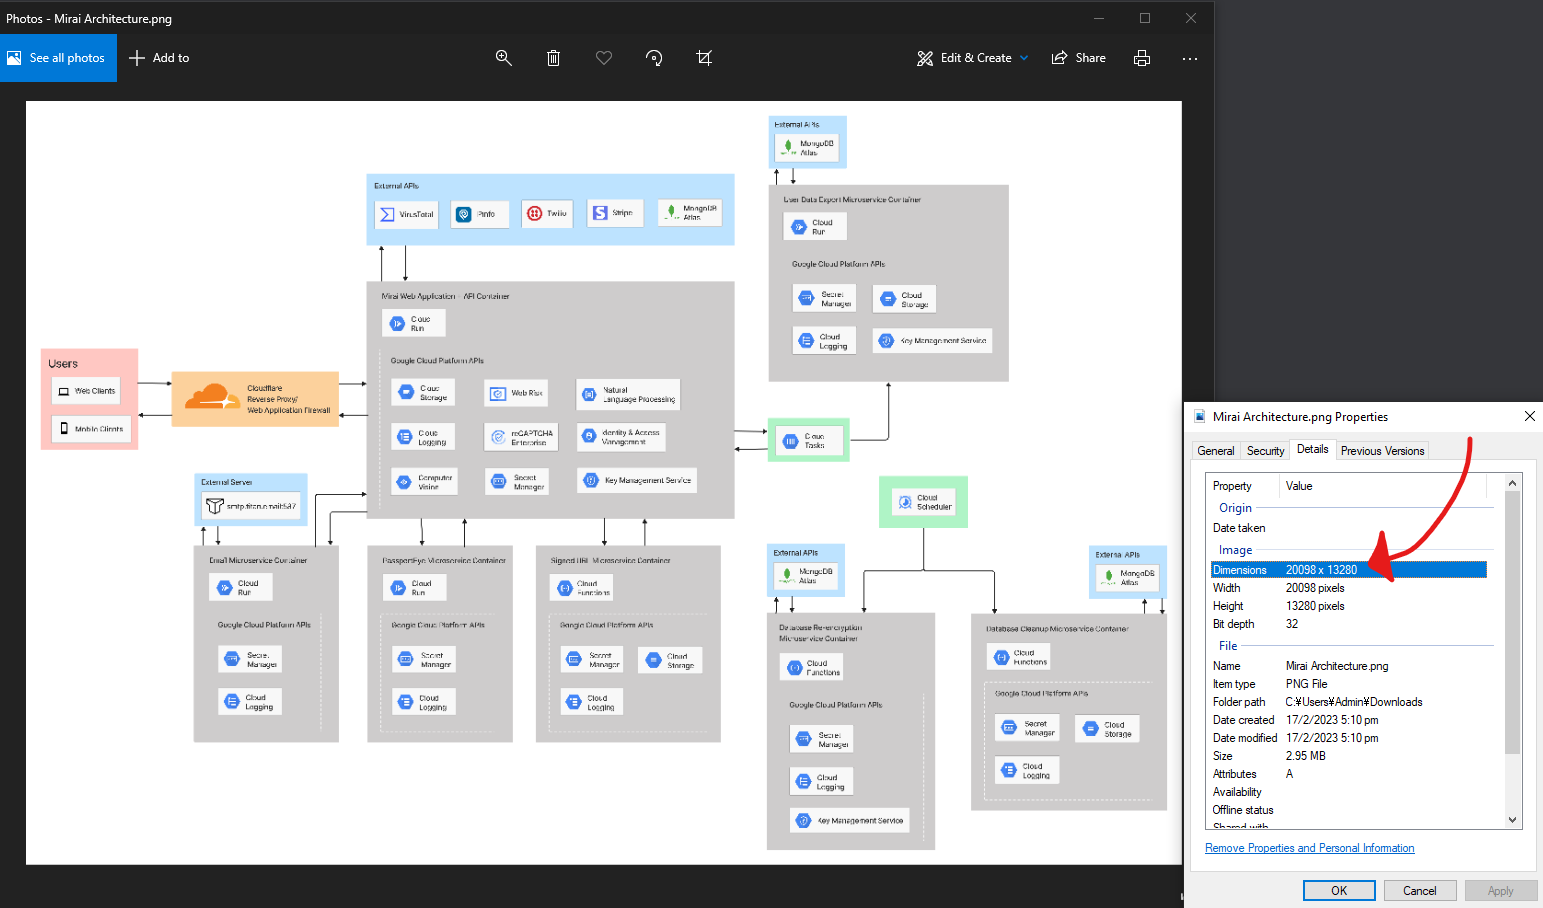 Photos - Mirai Architecture.png
See all photos
Add to
Edit & Create
Share
External APIs
MongoDB
Atlas
User Data Export Microservice Container
Cloud
Run
Google Cloud Platform APIs
Secret
Manager
Cloud
Storage
Cloud
Logging
Key Management Service
External APIs
VirusTotal
Twilio
Stripe
MongoDB
Atlas
Mirai Web Application - API Container
Cloud
Run
Google Cloud Platform APIs
Cloud
Storage
Web Risk
Natural
Language Processing
Cloud
Logging
reCAPTCHA
Enterprise
Identity & Access
Management
Computer
Vision
Secret
Manager
Key Management Service
Users
Web Clients
Mobile Clients
Cloudflare
Reverse Proxy/
Web Application Firewall
Cloud
Tasks
Cloud
Scheduler
External Server
smtp.titan.email:587
Email Microservice Container
Cloud
Run
Google Cloud Platform APIs
Secret
Manager
Cloud
Logging
PassportEye Microservice Container
Cloud
Run
Google Cloud Platform APIs
Secret
Manager
Cloud
Logging
Signed URL Microservice Container
Cloud
Functions
Google Cloud Platform APIs
Secret
Manager
Cloud
Storage
Cloud
Logging
External APIs
MongoDB
Atlas
Database Re-encryption
Microservice Container
Cloud
Functions
Google Cloud Platform APIs
Secret
Manager
Cloud
Logging
Key Management Service
External APIs
MongoDB
Atlas
Database Cleanup Microservice Container
Cloud
Functions
Google Cloud Platform APIs
Secret
Manager
Cloud
Storage
Cloud
Logging
Mirai Architecture.png Properties
General Security Details Previous Versions
Property Value
Origin
Date taken
Image
Dimensions 20098 x 13280
Width 20098 pixels
Height 13280 pixels
Bit depth 32
File
Name Mirai Architecture.png
Item type PNG File
Folder path C:¥Users¥Admin¥Downloads
Date created 17/2/2023 5:10 pm
Date modified 17/2/2023 5:10 pm
Size 2.95 MB
Attributes A
Availability
Offline status
Shared with
Remove Properties and Personal Information
OK Cancel Apply